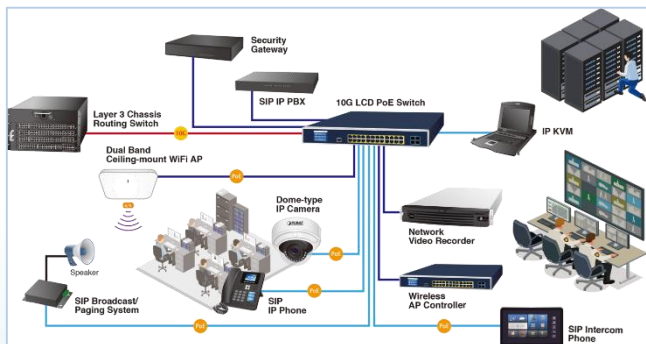 Security
Gateway
SIP IP PBX
10G LCD PoE Switch
Layer 3 Chassis
Routing Switch
10G
IP KVM
Dual Band
Ceiling-mount WiFi AP
PoE
Dome-type
IP Camera
PoE
Network
Video Recorder
Speaker
SIP
IP Phone
PoE
Wireless
AP Controller
SIP Broadcast/
Paging System
PoE
PoE
SIP Intercom
Phone